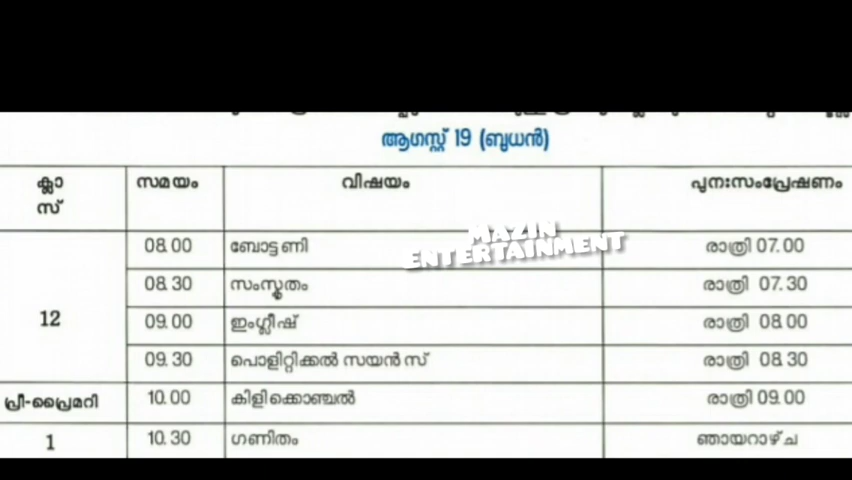 ആഗസ്റ്റ് 19 (ബുധൻ)
ക്ലാസ് സമയം വിഷയം പുനഃസംപ്രേഷണം
08.00 ബോട്ടണി രാത്രി 07.00
MAZIN
ENTERTAINMENT
08.30 സംസ്കൃതം രാത്രി 07.30
12
09.00 ഇംഗ്ലീഷ് രാത്രി 08.00
09.30 പൊളിറ്റിക്കൽ സയൻസ് രാത്രി 08.30
പ്രീ-പ്രൈമറി 10.00 കിളിക്കൊഞ്ചൽ രാത്രി 09.00
1 10.30 ഗണിതം ഞായറാഴ്ച